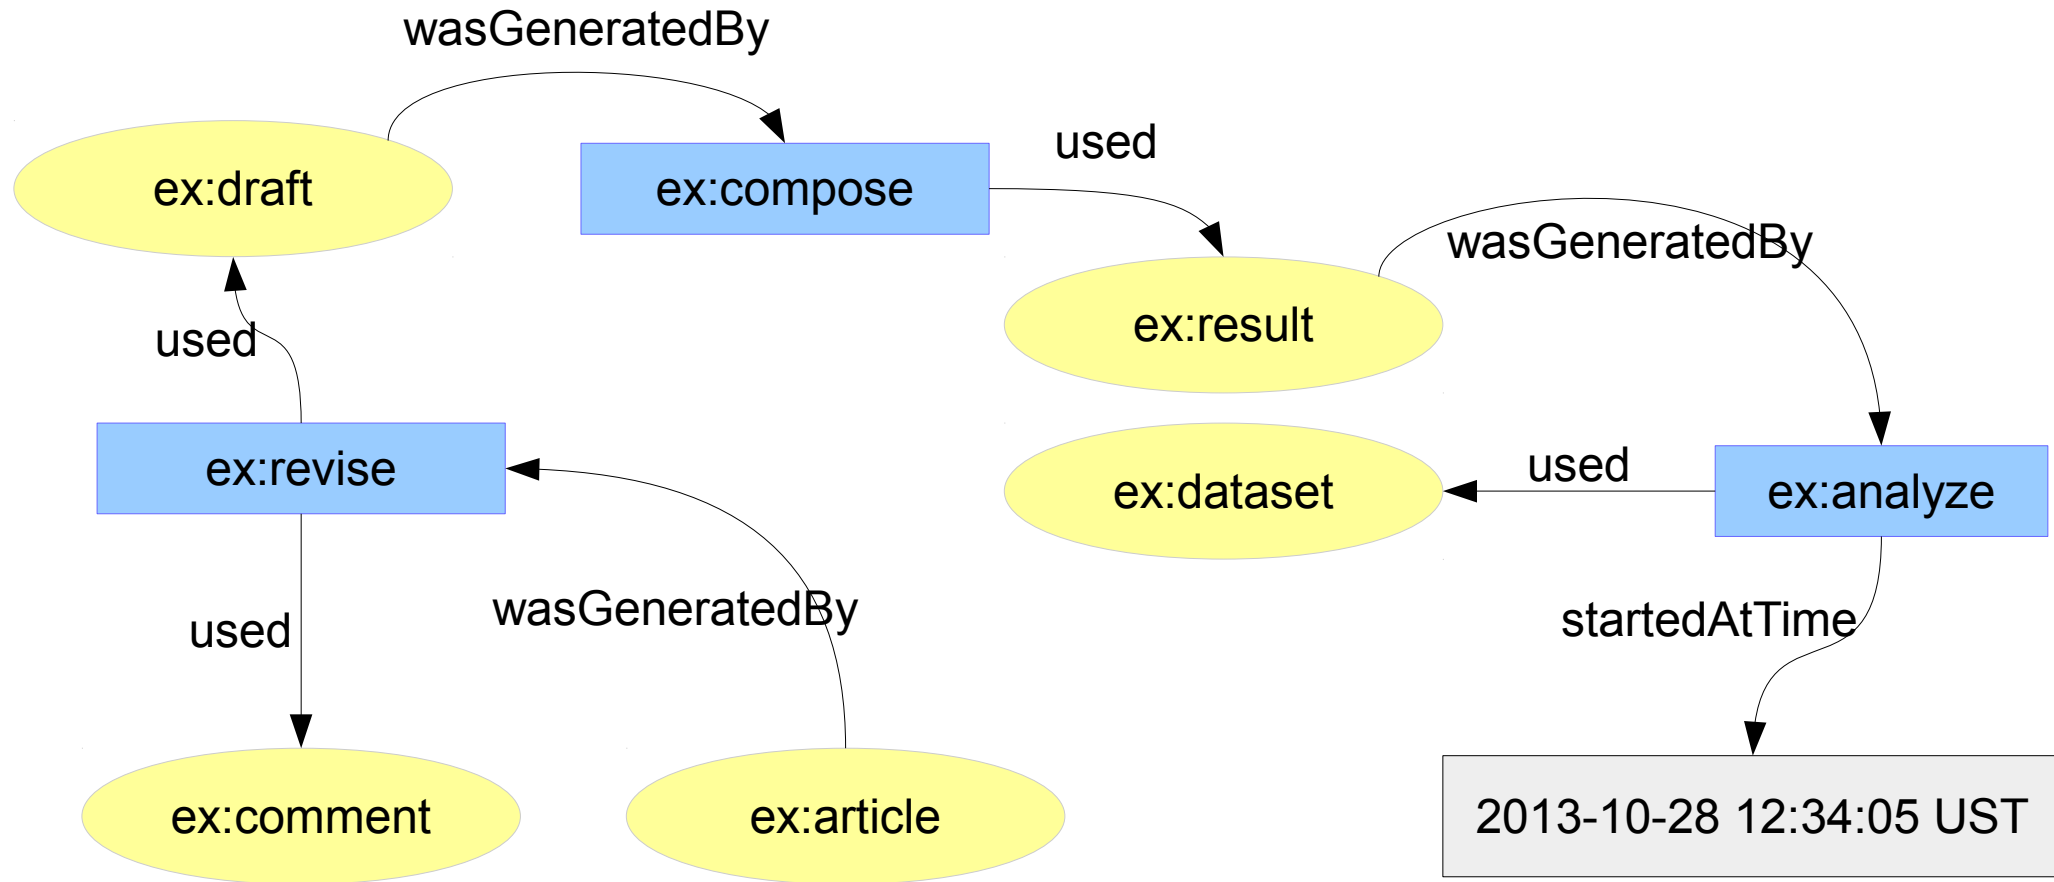 wasGeneratedBy
ex:draft
ex:compose
used
wasGeneratedBy
ex:result
used
ex:revise
ex:dataset
used
ex:analyze
used
wasGeneratedBy
startedAtTime
ex:comment
ex:article
2013-10-28 12:34:05 UST